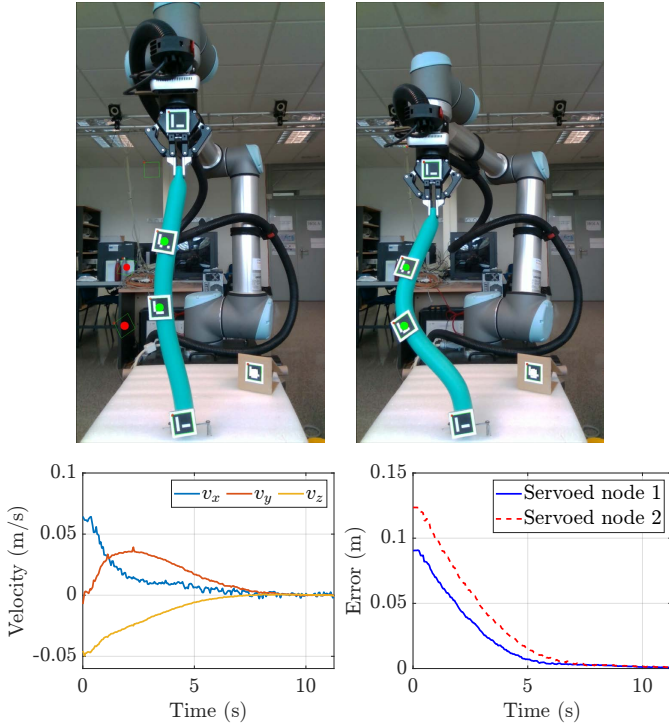 0.1
0.05
0
-0.05
Velocity (m/s)
v_x v_y v_z
0 5 10
Time (s)
0.15
0.1
0.05
0
Error (m)
Servoed node 1
Servoed node 2
0 5 10
Time (s)